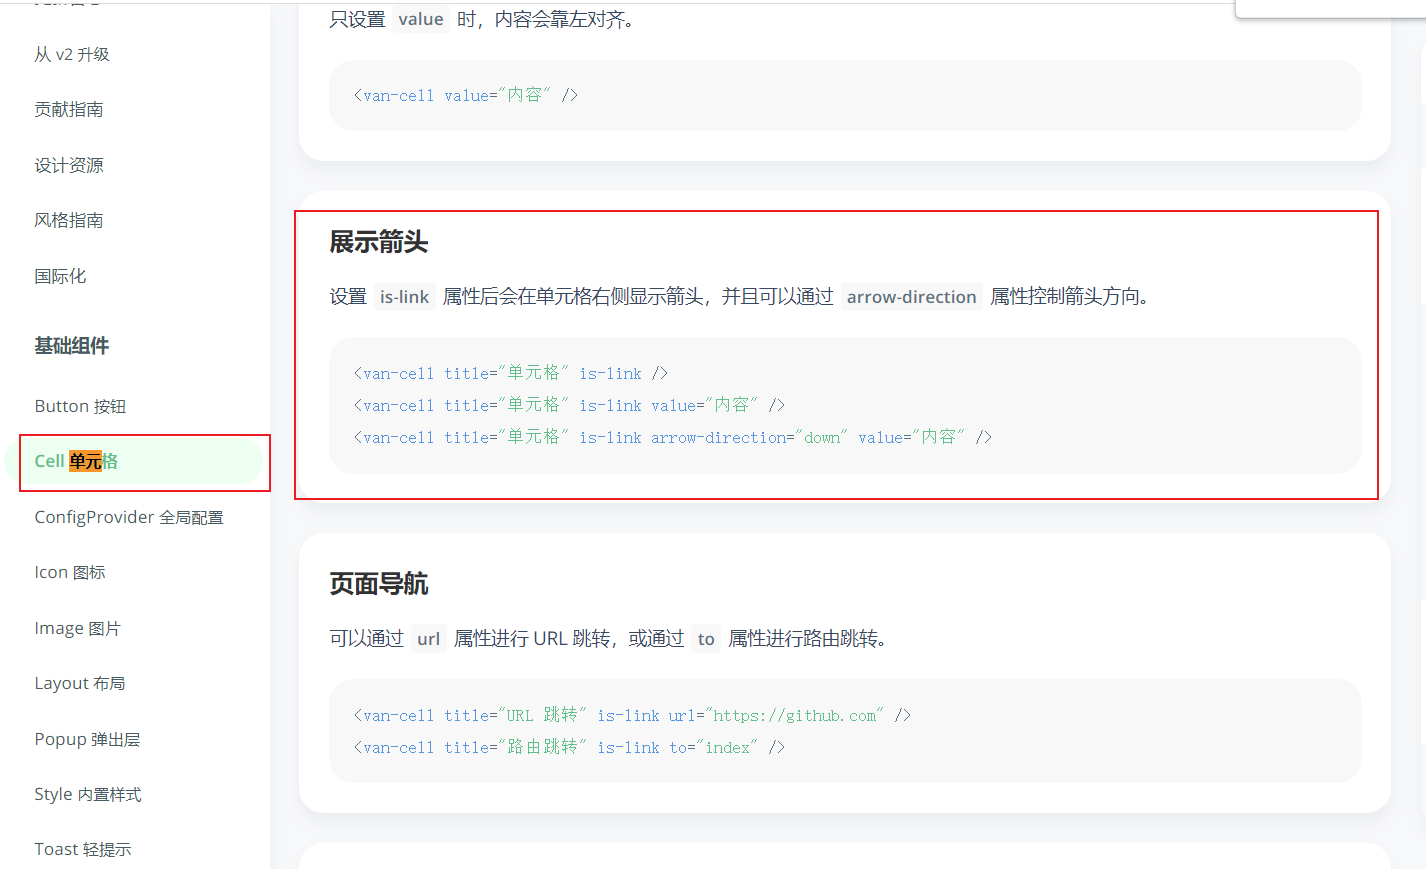 从 v2 升级
贡献指南
设计资源
风格指南
国际化
基础组件
Button 按钮
Cell 单元格
ConfigProvider 全局配置
Icon 图标
Image 图片
Layout 布局
Popup 弹出层
Style 内置样式
Toast 轻提示
只设置 value 时，内容会靠左对齐。
<van-cell value="内容" />
展示箭头
设置 is-link 属性后会在单元格右侧显示箭头，并且可以通过 arrow-direction 属性控制箭头方向。
<van-cell title="单元格" is-link />
<van-cell title="单元格" is-link value="内容" />
<van-cell title="单元格" is-link arrow-direction="down" value="内容" />
页面导航
可以通过 url 属性进行 URL 跳转，或通过 to 属性进行路由跳转。
<van-cell title="URL 跳转" is-link url="https://github.com" />
<van-cell title="路由跳转" is-link to="index" />